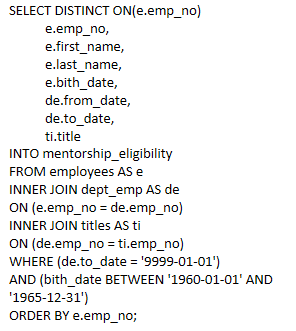 SELECT DISTINCT ON(e.emp_no)
e.emp_no,
e.first_name,
e.last_name,
e.bith_date,
de.from_date,
de.to_date,
ti.title
INTO mentorship_eligibility
FROM employees AS e
INNER JOIN dept_emp AS de
ON (e.emp_no = de.emp_no)
INNER JOIN titles AS ti
ON (de.emp_no = ti.emp_no)
WHERE (de.to_date = '9999-01-01')
AND (bith_date BETWEEN '1960-01-01' AND
'1965-12-31')
ORDER BY e.emp_no;